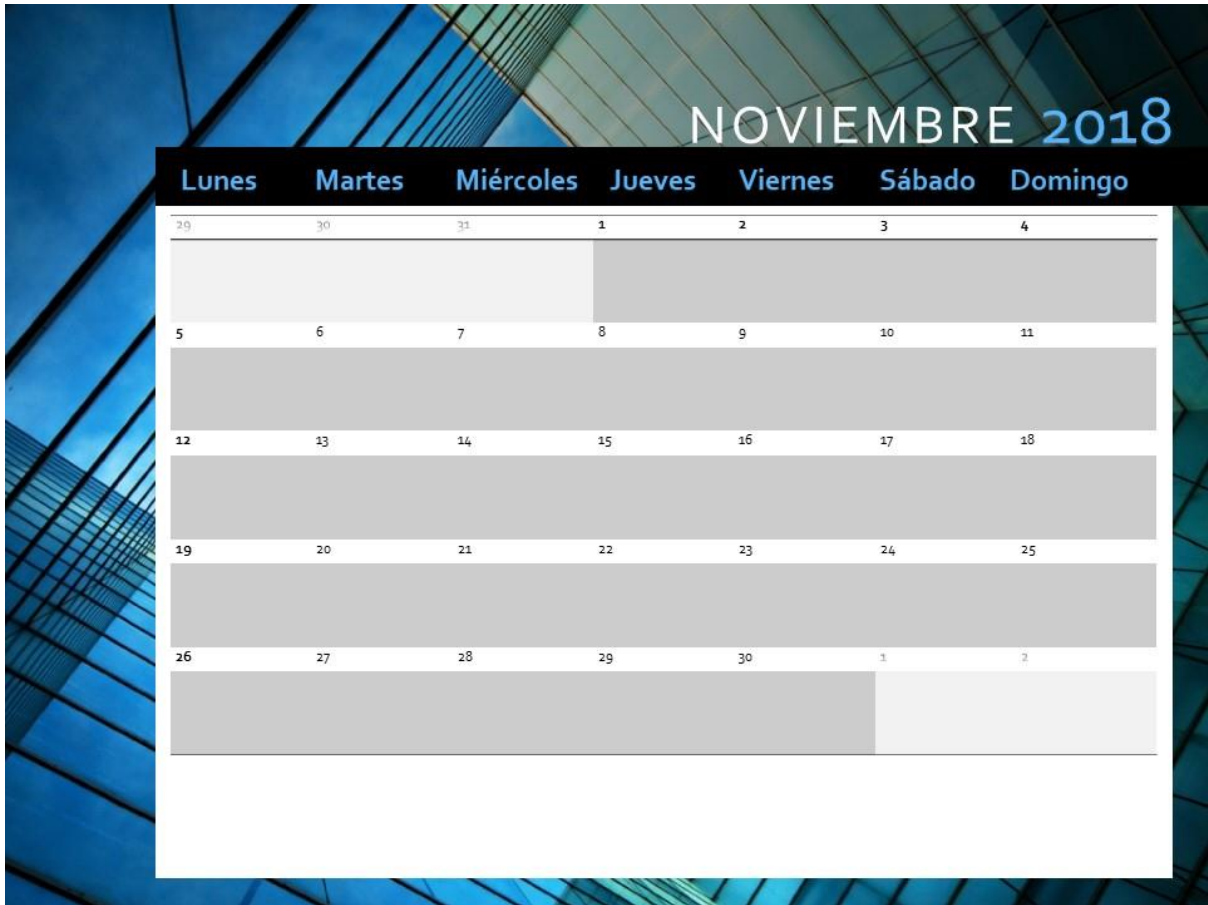 NOVIEMBRE 2018
Lunes Martes Miércoles Jueves Viernes Sábado Domingo
29 30 31 1 2 3 4
5 6 7 8 9 10 11
12 13 14 15 16 17 18
19 20 21 22 23 24 25
26 27 28 29 30 1 2